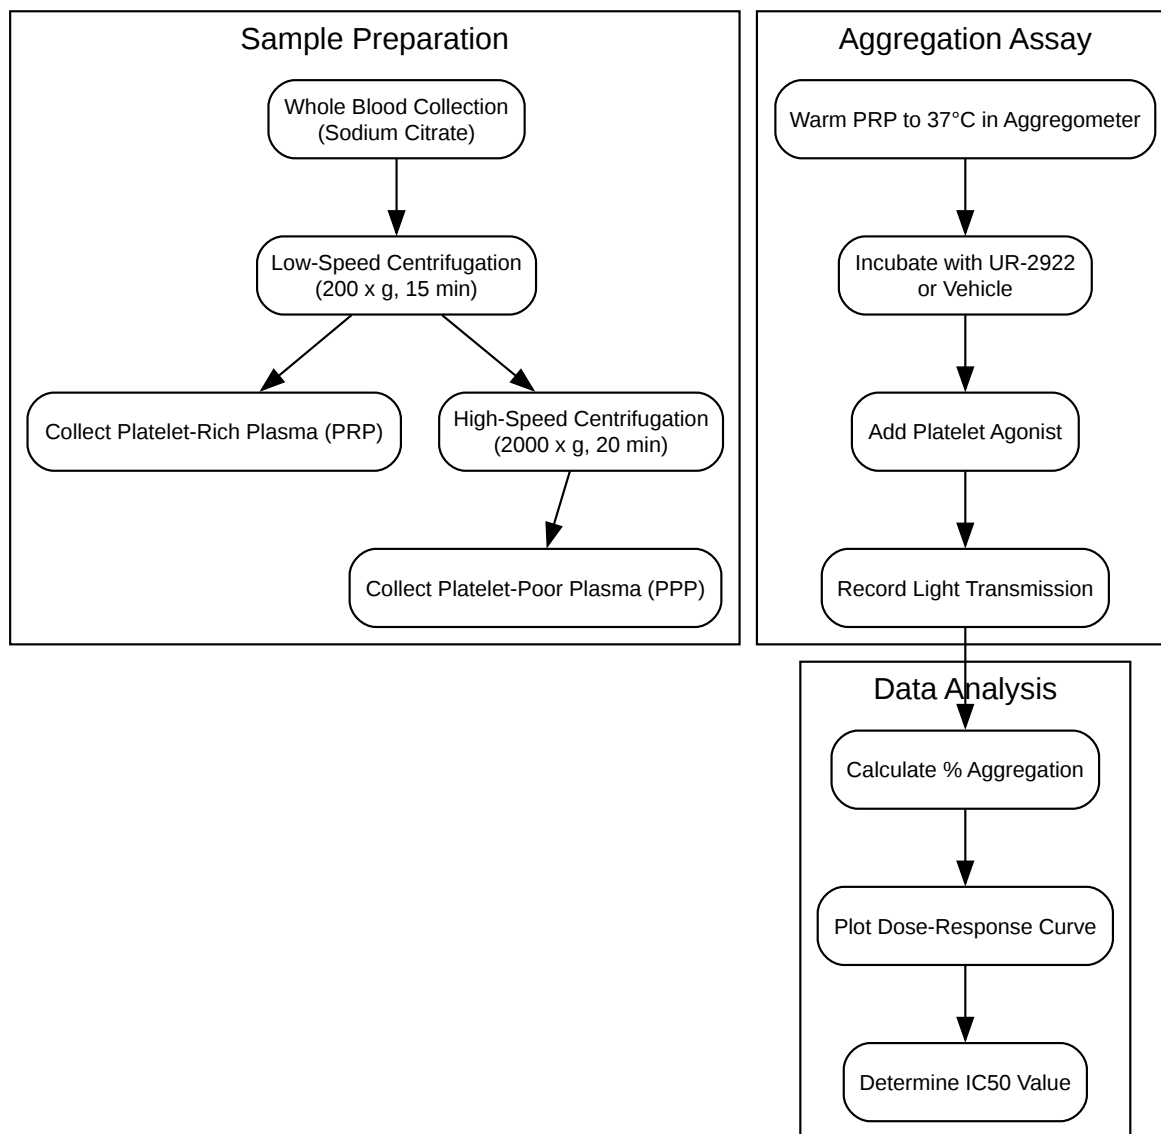 Sample Preparation
Whole Blood Collection
(Sodium Citrate)
Low-Speed Centrifugation
(200 x g, 15 min)
Collect Platelet-Rich Plasma (PRP)
High-Speed Centrifugation
(2000 x g, 20 min)
Collect Platelet-Poor Plasma (PPP)
Aggregation Assay
Warm PRP to 37°C in Aggregometer
Incubate with UR-2922
or Vehicle
Add Platelet Agonist
Record Light Transmission
Data Analysis
Calculate % Aggregation
Plot Dose-Response Curve
Determine IC50 Value